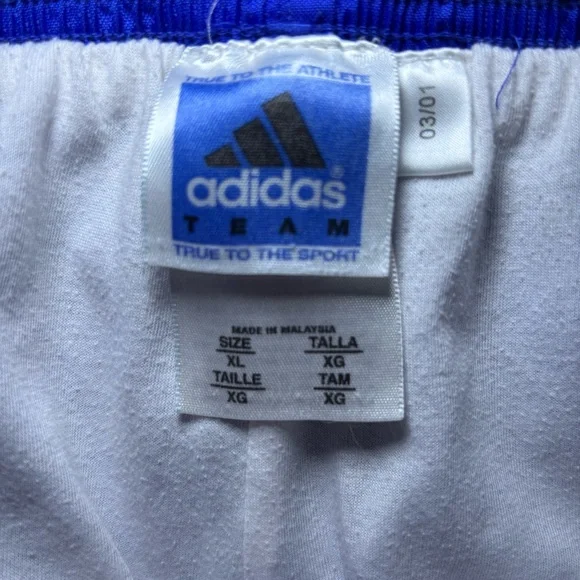 TRUE TO THE ATHLETE
adidas®
TEAM
TRUE TO THE SPORT
03/01
MADE IN MALAYSIA
SIZE TALLA
XL XG
TAILLE TAM
XG XG